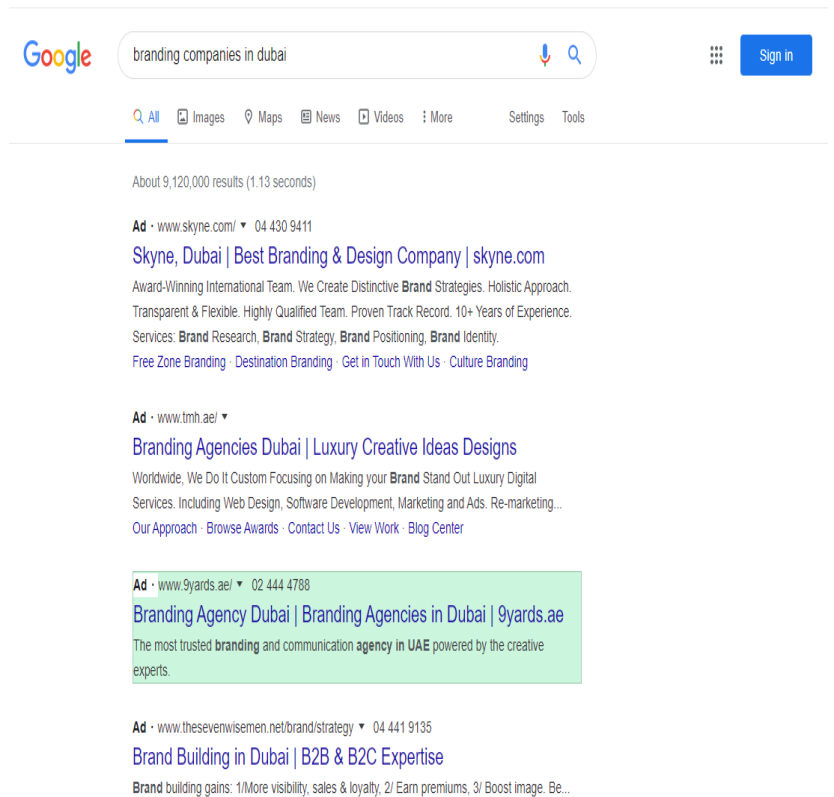 Google
branding companies in dubai
Sign in
All Images Maps News Videos More Settings Tools
About 9,120,000 results (1.13 seconds)
Ad · www.skyne.com/ ▼ 04 430 9411
Skyne, Dubai | Best Branding & Design Company | skyne.com
Award-Winning International Team. We Create Distinctive Brand Strategies. Holistic Approach.
Transparent & Flexible. Highly Qualified Team. Proven Track Record. 10+ Years of Experience.
Services: Brand Research, Brand Strategy, Brand Positioning, Brand Identity.
Free Zone Branding · Destination Branding · Get in Touch With Us · Culture Branding
Ad · www.tmh.ae/ ▼
Branding Agencies Dubai | Luxury Creative Ideas Designs
Worldwide, We Do It Custom Focusing on Making your Brand Stand Out Luxury Digital
Services. Including Web Design, Software Development, Marketing and Ads. Re-marketing...
Our Approach · Browse Awards · Contact Us · View Work · Blog Center
Ad · www.9yards.ae/ ▼ 02 444 4788
Branding Agency Dubai | Branding Agencies in Dubai | 9yards.ae
The most trusted branding and communication agency in UAE powered by the creative
experts.
Ad · www.thesevenwisemen.net/brand/strategy ▼ 04 441 9135
Brand Building in Dubai | B2B & B2C Expertise
Brand building gains: 1/More visibility, sales & loyalty, 2/ Earn premiums, 3/ Boost image. Be...